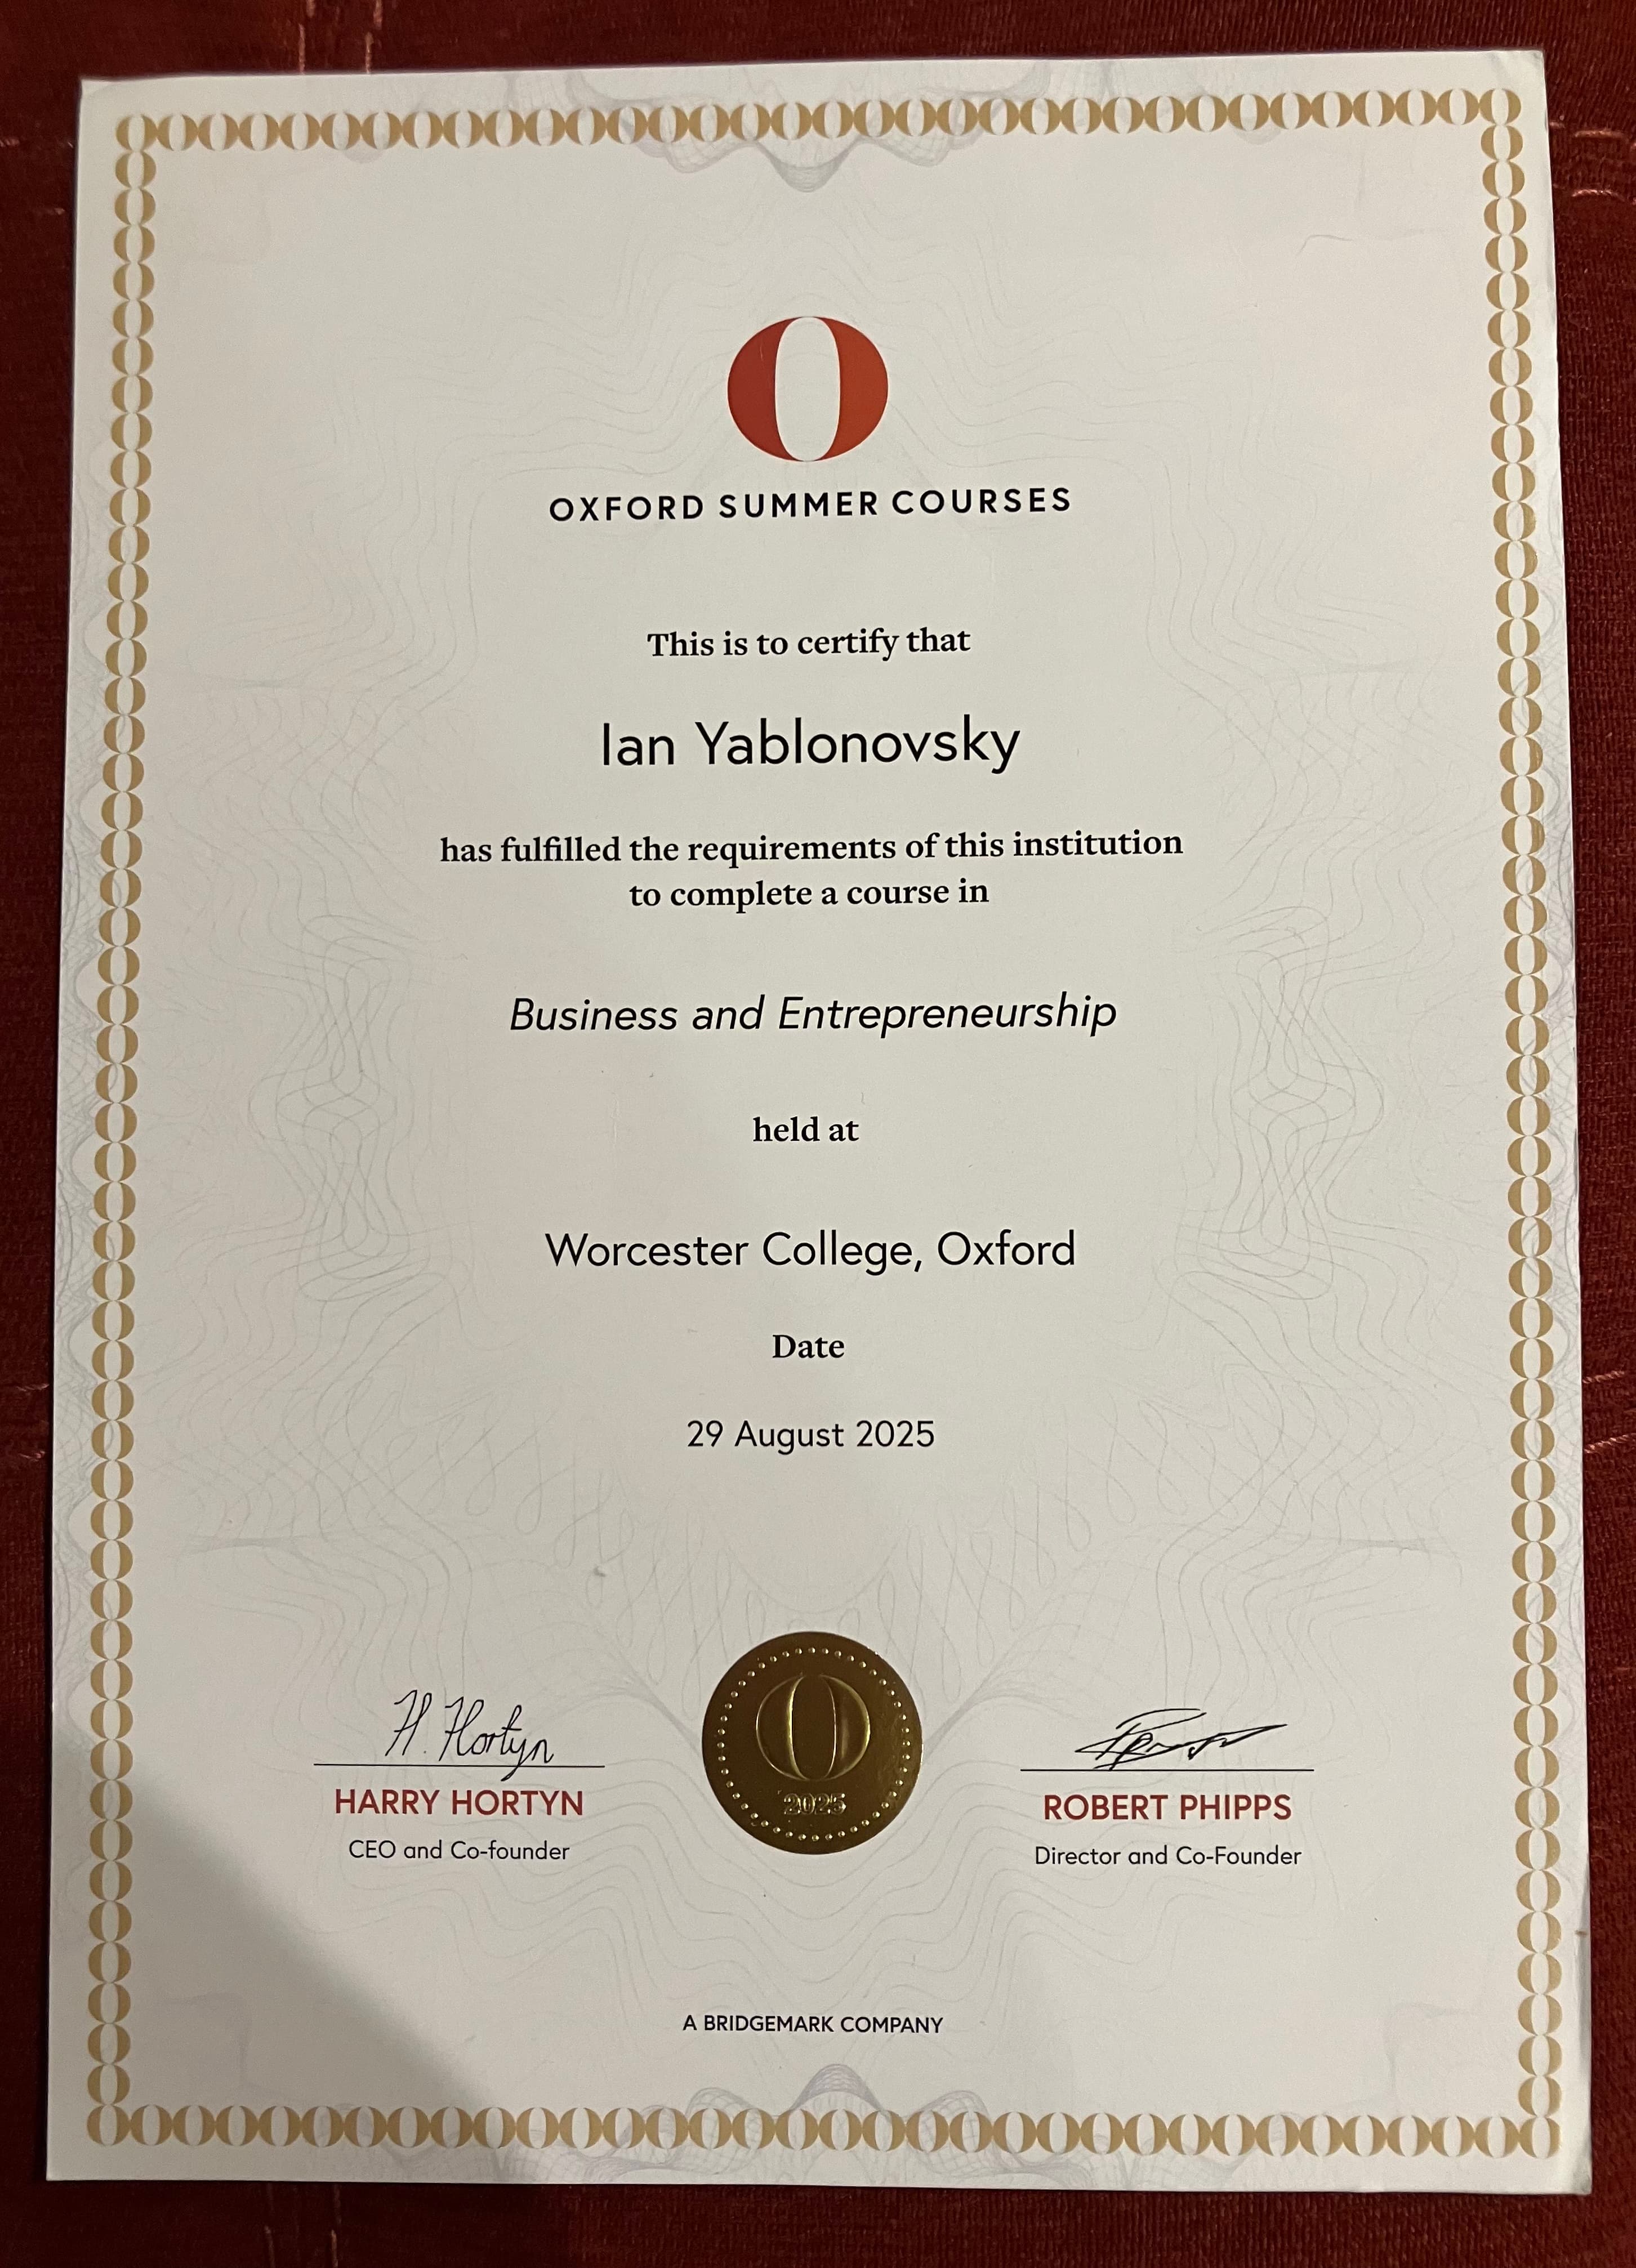 OXFORD SUMMER COURSES
This is to certify that
Ian Yablonovsky
has fulfilled the requirements of this institution
to complete a course in
Business and Entrepreneurship
held at
Worcester College, Oxford
Date
29 August 2025
H. Hortyn
HARRY HORTYN
CEO and Co-founder
O
2025
ROBERT PHIPPS
Director and Co-Founder
A BRIDGEMARK COMPANY